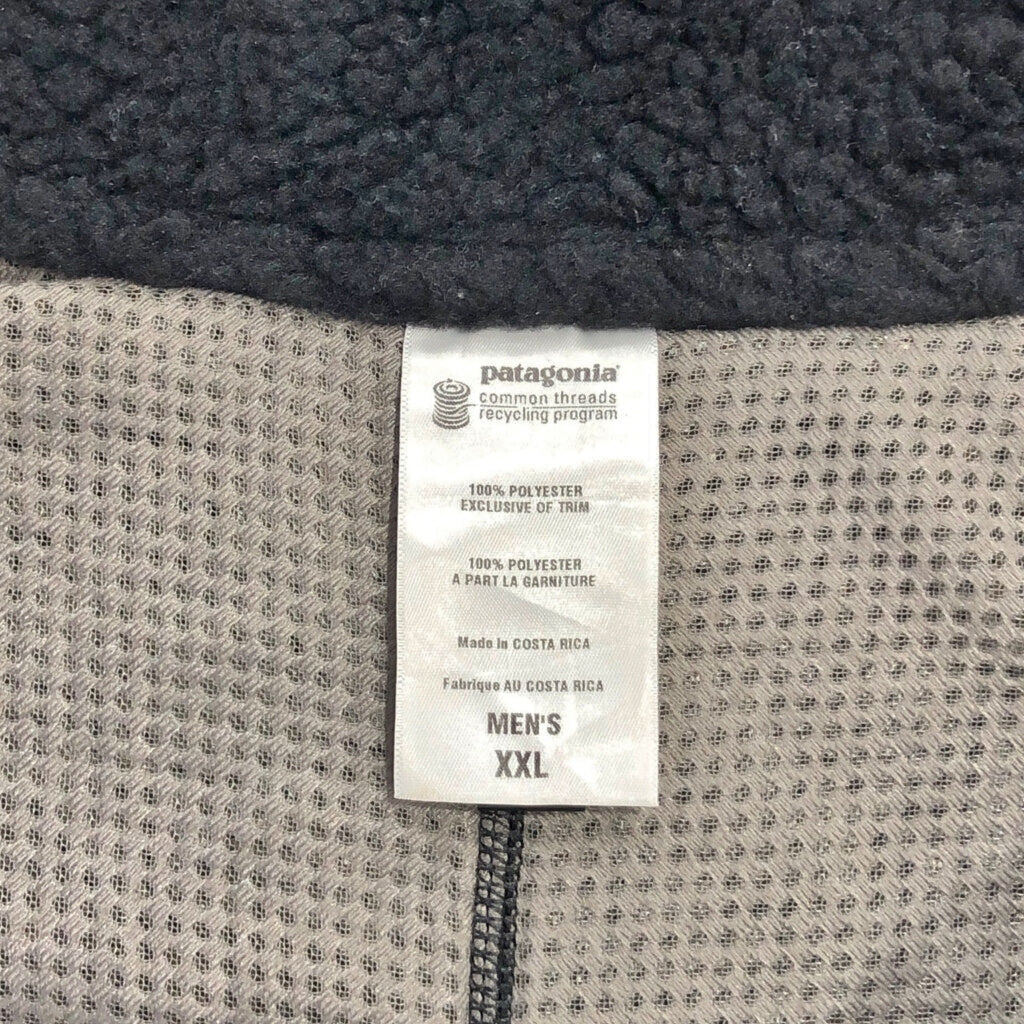 patagonia®
common threads
recycling program
100% POLYESTER
EXCLUSIVE OF TRIM
100% POLYESTER
A PART LA GARNITURE
Made in COSTA RICA
Fabrique AU COSTA RICA
MEN'S
XXL